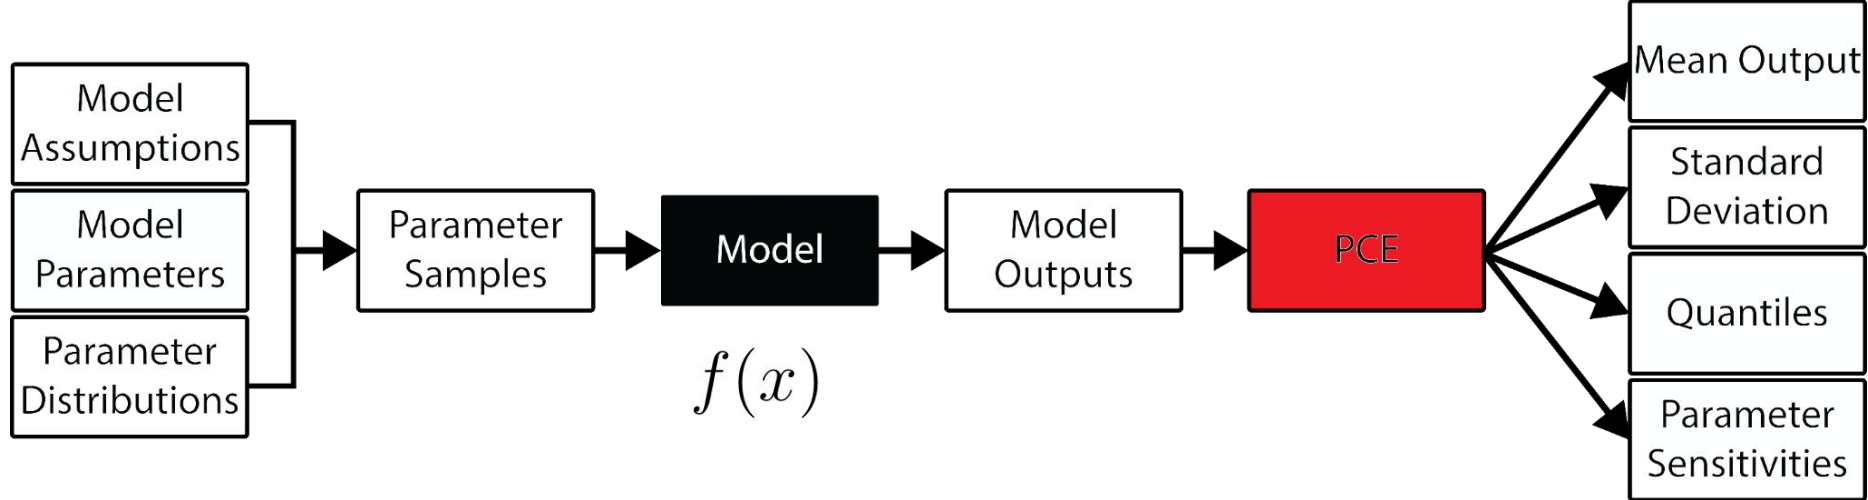 Model
Assumptions
Model
Parameters
Parameter
Distributions
Parameter
Samples
Model
f(x)
Model
Outputs
PCE
Mean Output
Standard
Deviation
Quantiles
Parameter
Sensitivities